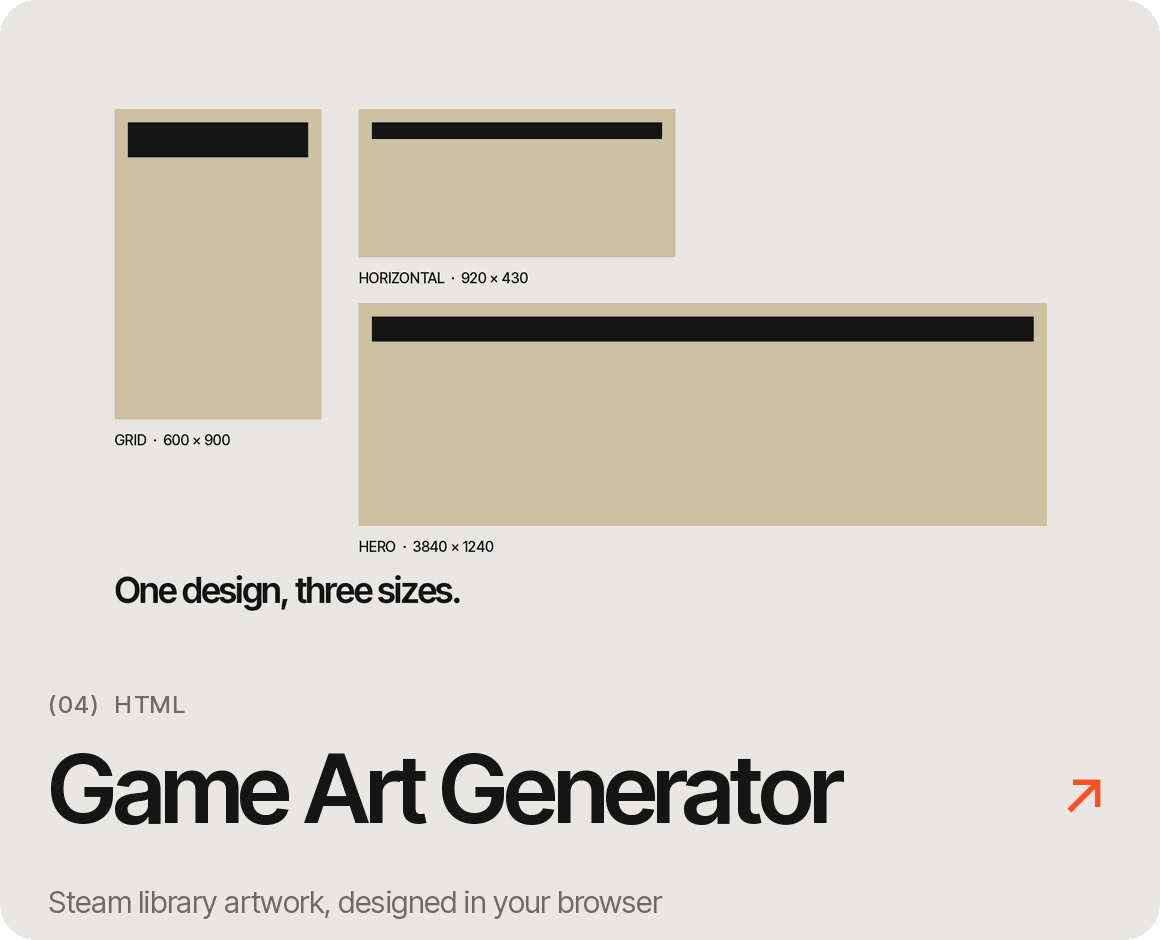 HORIZONTAL · 920 × 430
GRID · 600 × 900
HERO · 3840 × 1240
One design, three sizes.
(04) HTML
Game Art Generator
Steam library artwork, designed in your browser